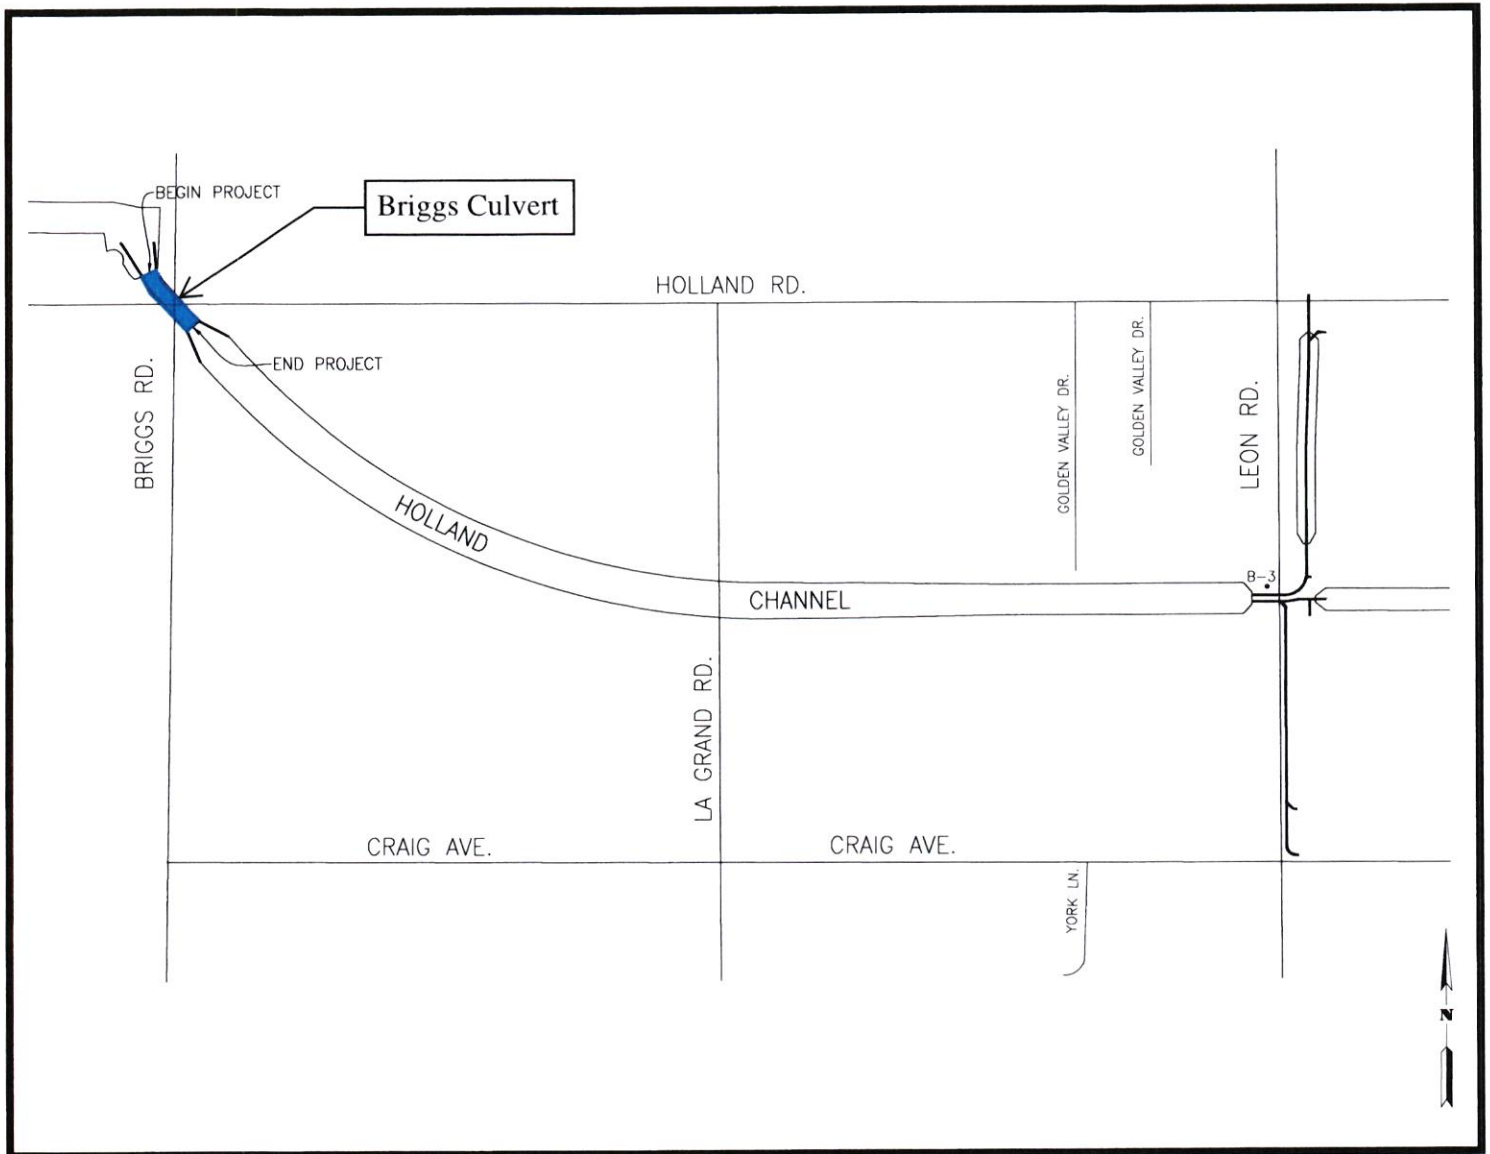 BEGIN PROJECT
Briggs Culvert
HOLLAND RD.
END PROJECT
BRIGGS RD.
GOLDEN VALLEY DR.
GOLDEN VALLEY DR.
LEON RD.
HOLLAND
B-3
CHANNEL
LA GRAND RD.
CRAIG AVE.
CRAIG AVE.
YORK LN.
N